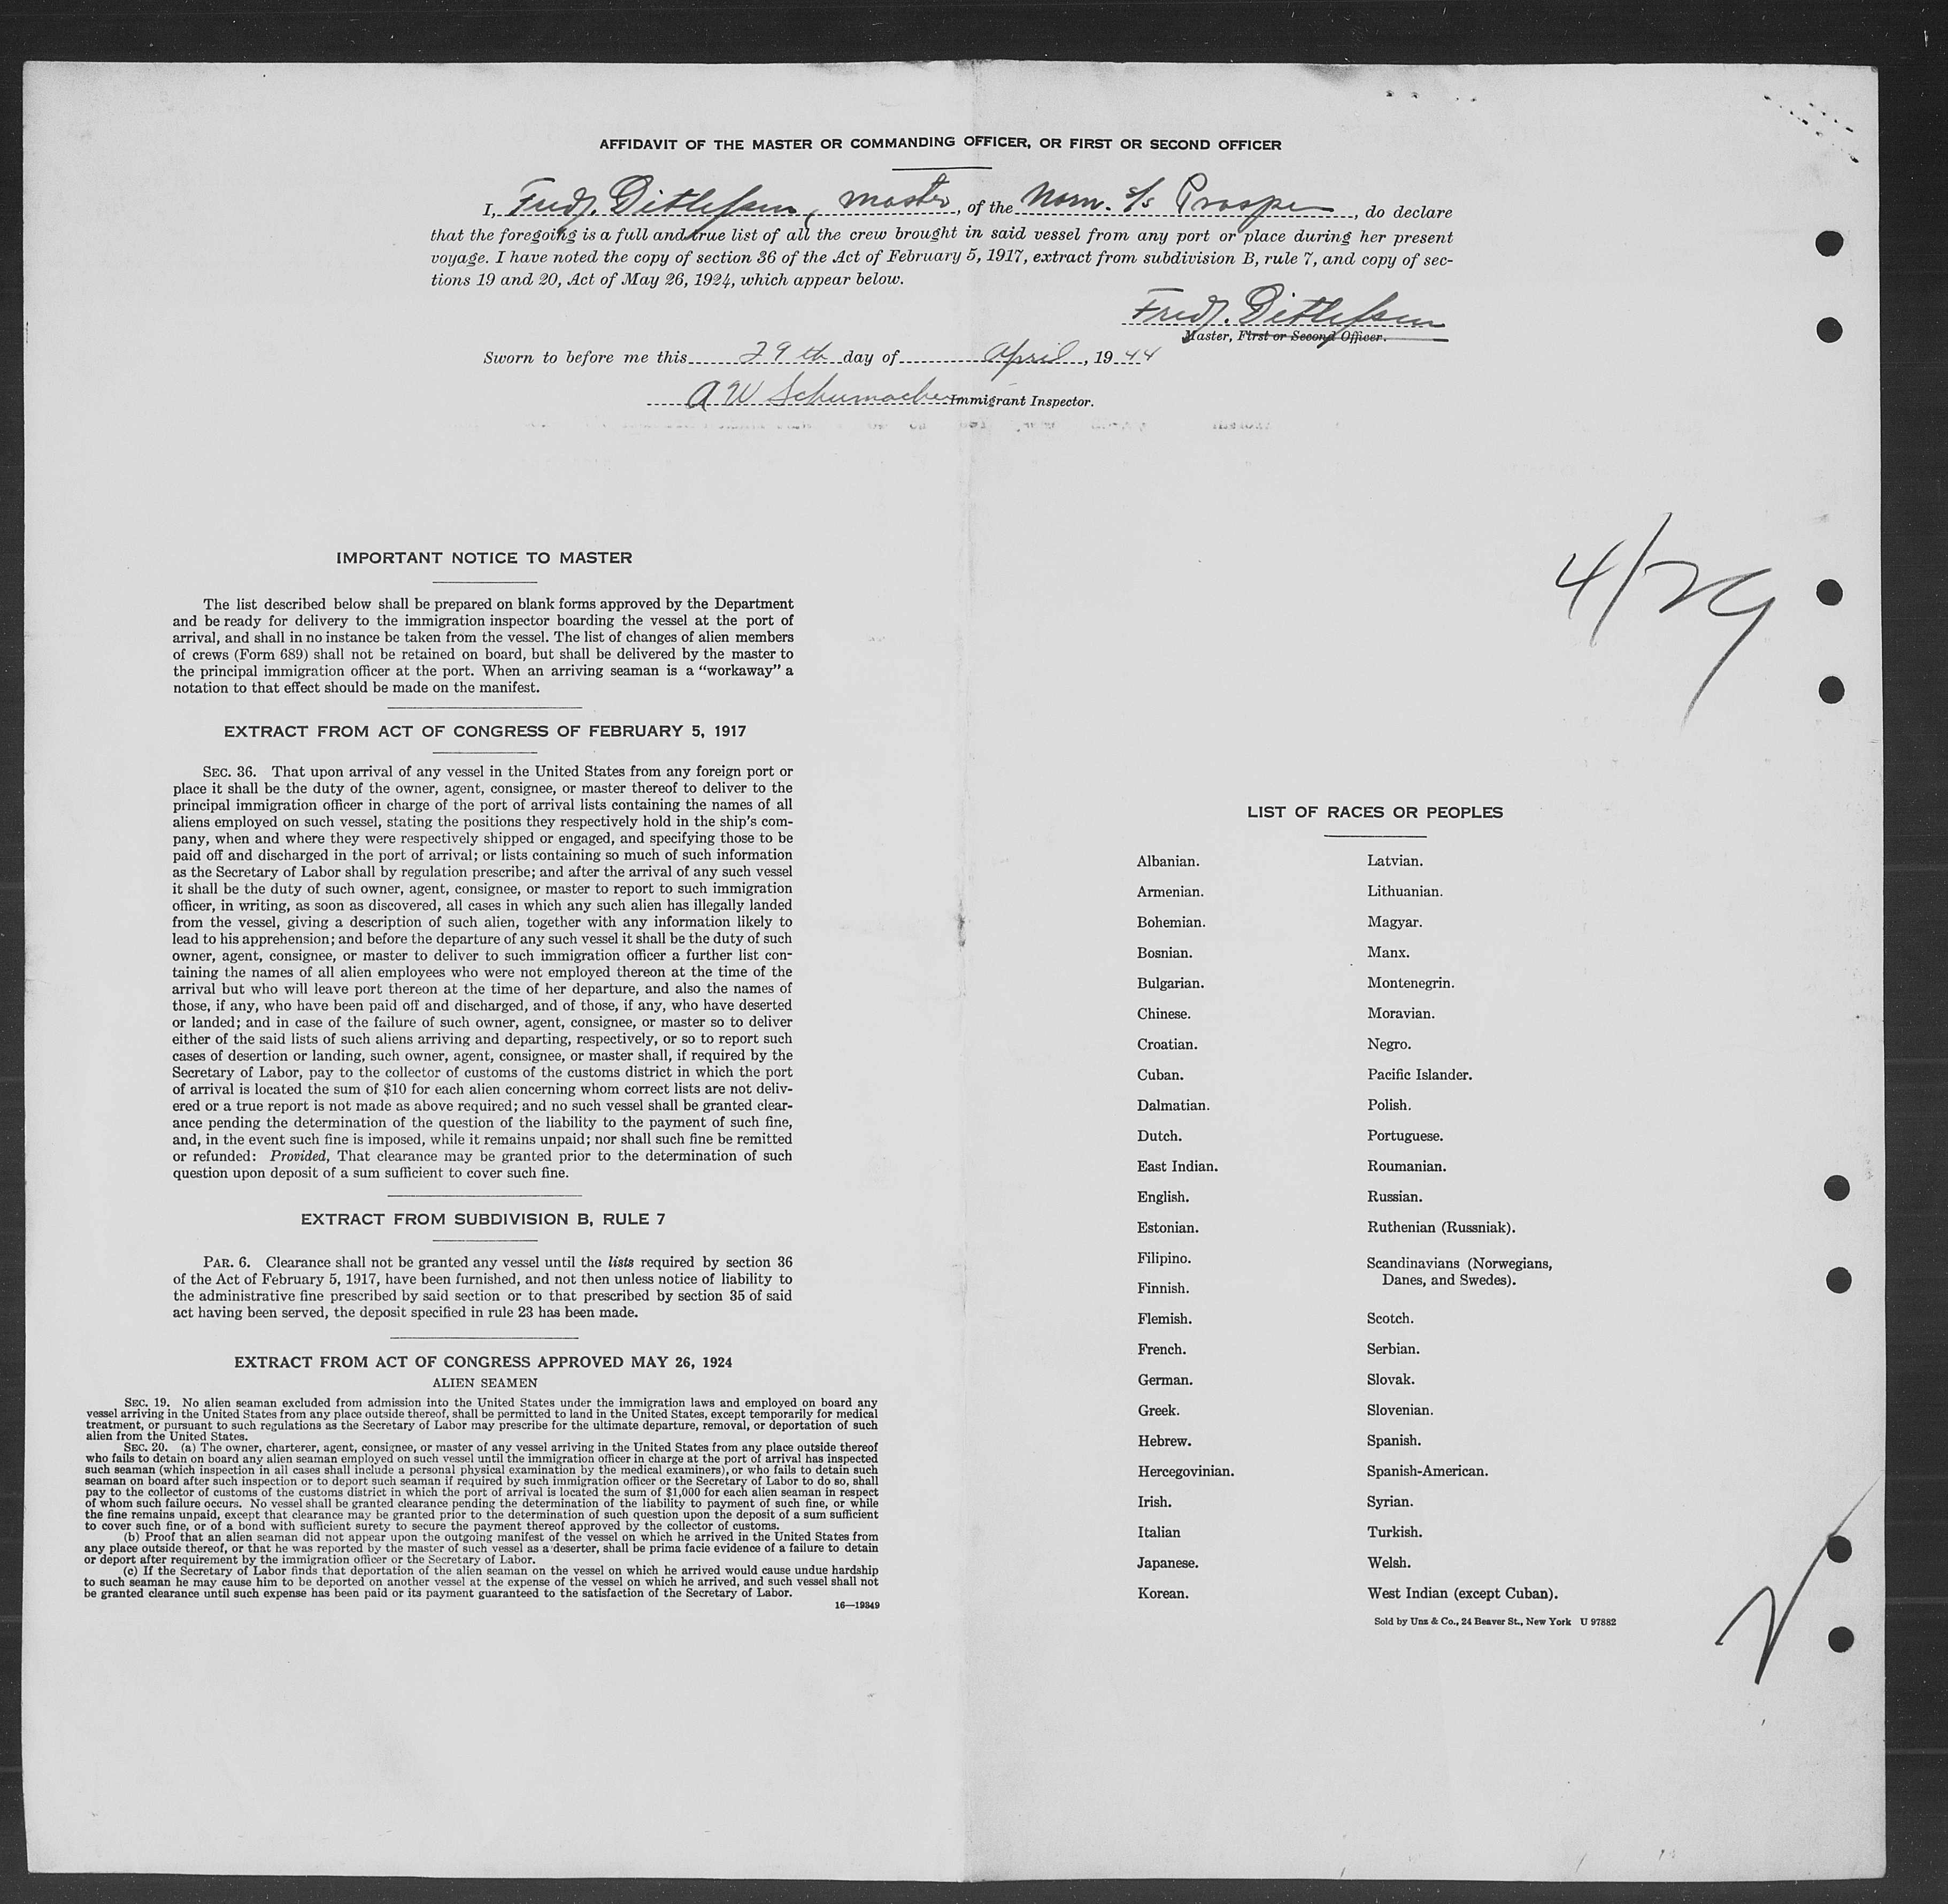 AFFIDAVIT OF THE MASTER OR COMMANDING OFFICER, OR FIRST OR SECOND OFFICER
I, Fredr. Ditlefsen, master, of the Norw. s/s Prosper, do declare
that the foregoing is a full and true list of all the crew brought in said vessel from any port or place during her present
voyage. I have noted the copy of section 36 of the Act of February 5, 1917, extract from subdivision B, rule 7, and copy of sec-
tions 19 and 20, Act of May 26, 1924, which appear below.
Fredr. Ditlefsen
Master, First or Second Officer.
Sworn to before me this 29th day of April, 1944
A W Schumacher Immigrant Inspector.
4/29
IMPORTANT NOTICE TO MASTER
The list described below shall be prepared on blank forms approved by the Department
and be ready for delivery to the immigration inspector boarding the vessel at the port of
arrival, and shall in no instance be taken from the vessel. The list of changes of alien members
of crews (Form 689) shall not be retained on board, but shall be delivered by the master to
the principal immigration officer at the port. When an arriving seaman is a “workaway” a
notation to that effect should be made on the manifest.
EXTRACT FROM ACT OF CONGRESS OF FEBRUARY 5, 1917
SEC. 36. That upon arrival of any vessel in the United States from any foreign port or
place it shall be the duty of the owner, agent, consignee, or master thereof to deliver to the
principal immigration officer in charge of the port of arrival lists containing the names of all
aliens employed on such vessel, stating the positions they respectively hold in the ship's com-
pany, when and where they were respectively shipped or engaged, and specifying those to be
paid off and discharged in the port of arrival; or lists containing so much of such information
as the Secretary of Labor shall by regulation prescribe; and after the arrival of any such vessel
it shall be the duty of such owner, agent, consignee, or master to report to such immigration
officer, in writing, as soon as discovered, all cases in which any such alien has illegally landed
from the vessel, giving a description of such alien, together with any information likely to
lead to his apprehension; and before the departure of any such vessel it shall be the duty of such
owner, agent, consignee, or master to deliver to such immigration officer a further list con-
taining the names of all alien employees who were not employed thereon at the time of the
arrival but who will leave port thereon at the time of her departure, and also the names of
those, if any, who have been paid off and discharged, and of those, if any, who have deserted
or landed; and in case of the failure of such owner, agent, consignee, or master so to deliver
either of the said lists of such aliens arriving and departing, respectively, or so to report such
cases of desertion or landing, such owner, agent, consignee, or master shall, if required by the
Secretary of Labor, pay to the collector of customs of the customs district in which the port
of arrival is located the sum of $10 for each alien concerning whom correct lists are not deliv-
ered or a true report is not made as above required; and no such vessel shall be granted clear-
ance pending the determination of the question of the liability to the payment of such fine,
and, in the event such fine is imposed, while it remains unpaid; nor shall such fine be remitted
or refunded: Provided, That clearance may be granted prior to the determination of such
question upon deposit of a sum sufficient to cover such fine.
EXTRACT FROM SUBDIVISION B, RULE 7
PAR. 6. Clearance shall not be granted any vessel until the lists required by section 36
of the Act of February 5, 1917, have been furnished, and not then unless notice of liability to
the administrative fine prescribed by said section or to that prescribed by section 35 of said
act having been served, the deposit specified in rule 23 has been made.
EXTRACT FROM ACT OF CONGRESS APPROVED MAY 26, 1924
ALIEN SEAMEN
SEC. 19. No alien seaman excluded from admission into the United States under the immigration laws and employed on board any
vessel arriving in the United States from any place outside thereof, shall be permitted to land in the United States, except temporarily for medical
treatment, or pursuant to such regulations as the Secretary of Labor may prescribe for the ultimate departure, removal, or deportation of such
alien from the United States.
SEC. 20. (a) The owner, charterer, agent, consignee, or master of any vessel arriving in the United States from any place outside thereof
who fails to detain on board any alien seaman employed on such vessel until the immigration officer in charge at the port of arrival has inspected
such seaman (which inspection in all cases shall include a personal physical examination by the medical examiners), or who fails to detain such
seaman on board after such inspection or to deport such seaman if required by such immigration officer or the Secretary of Labor to do so, shall
pay to the collector of customs of the customs district in which the port of arrival is located the sum of $1,000 for each alien seaman in respect
of whom such failure occurs. No vessel shall be granted clearance pending the determination of the liability to payment of such fine, or while
the fine remains unpaid, except that clearance may be granted prior to the determination of such question upon the deposit of a sum sufficient
to cover such fine, or of a bond with sufficient surety to secure the payment thereof approved by the collector of customs.
(b) Proof that an alien seaman did not appear upon the outgoing manifest of the vessel on which he arrived in the United States from
any place outside thereof, or that he was reported by the master of such vessel as a deserter, shall be prima facie evidence of a failure to detain
or deport after requirement by the immigration officer or the Secretary of Labor.
(c) If the Secretary of Labor finds that deportation of the alien seaman on the vessel on which he arrived would cause undue hardship
to such seaman he may cause him to be deported on another vessel at the expense of the vessel on which he arrived, and such vessel shall not
be granted clearance until such expense has been paid or its payment guaranteed to the satisfaction of the Secretary of Labor.
16—19849
LIST OF RACES OR PEOPLES
Albanian.
Armenian.
Bohemian.
Bosnian.
Bulgarian.
Chinese.
Croatian.
Cuban.
Dalmatian.
Dutch.
East Indian.
English.
Estonian.
Filipino.
Finnish.
Flemish.
French.
German.
Greek.
Hebrew.
Hercegovinian.
Irish.
Italian
Japanese.
Korean.
Latvian.
Lithuanian.
Magyar.
Manx.
Montenegrin.
Moravian.
Negro.
Pacific Islander.
Polish.
Portuguese.
Roumanian.
Russian.
Ruthenian (Russniak).
Scandinavians (Norwegians,
Danes, and Swedes).
Scotch.
Serbian.
Slovak.
Slovenian.
Spanish.
Spanish-American.
Syrian.
Turkish.
Welsh.
West Indian (except Cuban).
Sold by Unz & Co., 24 Beaver St., New York U 97882